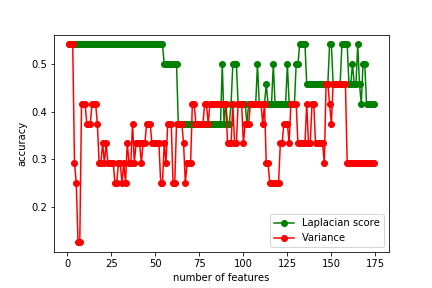 0.5
0.4
0.3
0.2
accuracy
0 25 50 75 100 125 150 175
number of features
Laplacian score
Variance